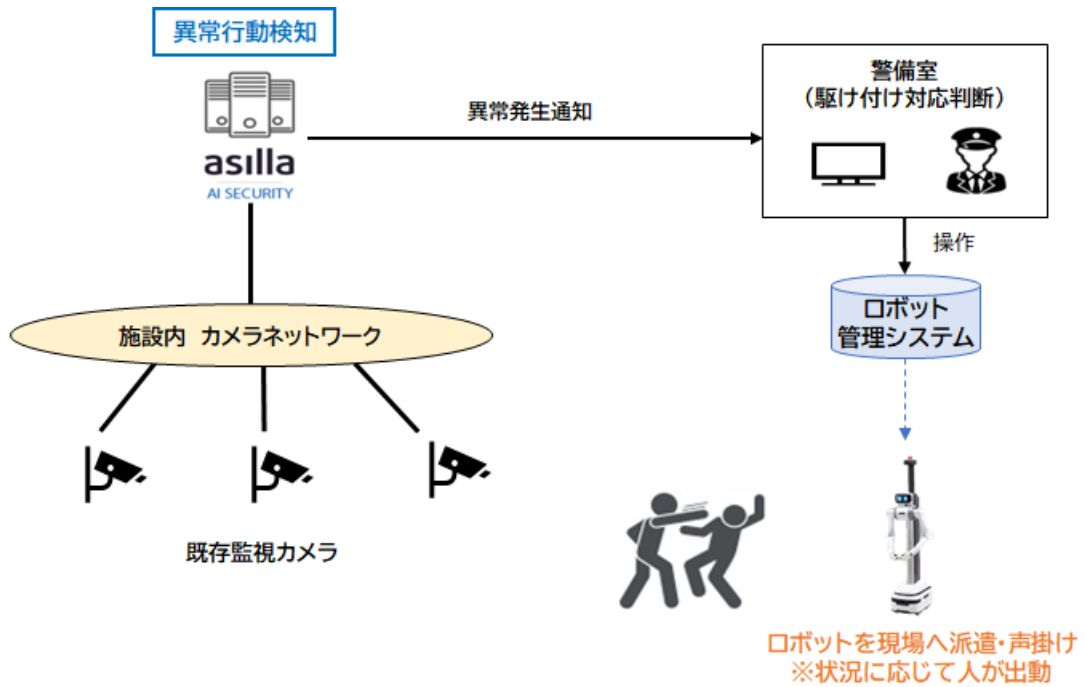 異常行動検知
asilla
AI SECURITY
異常発生通知
警備室
（駆け付け対応判断）
操作
ロボット
管理システム
施設内 カメラネットワーク
既存監視カメラ
ロボットを現場へ派遣・声掛け
※状況に応じて人が出動